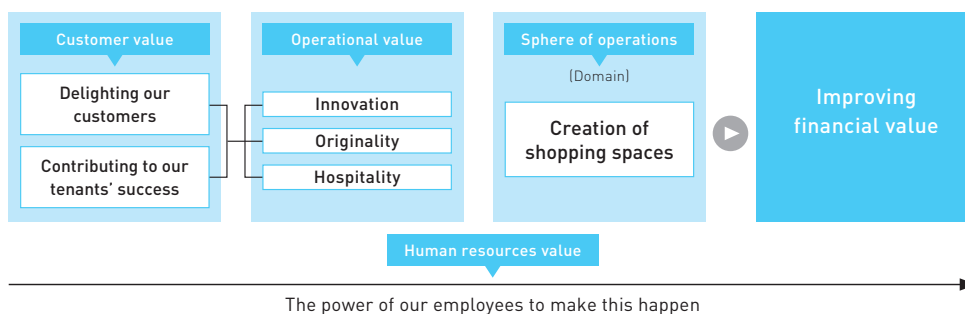 Customer value
Delighting our
customers
Contributing to our
tenants’ success
Operational value
Innovation
Originality
Hospitality
Sphere of operations
(Domain)
Creation of
shopping spaces
Improving
financial value
Human resources value
The power of our employees to make this happen